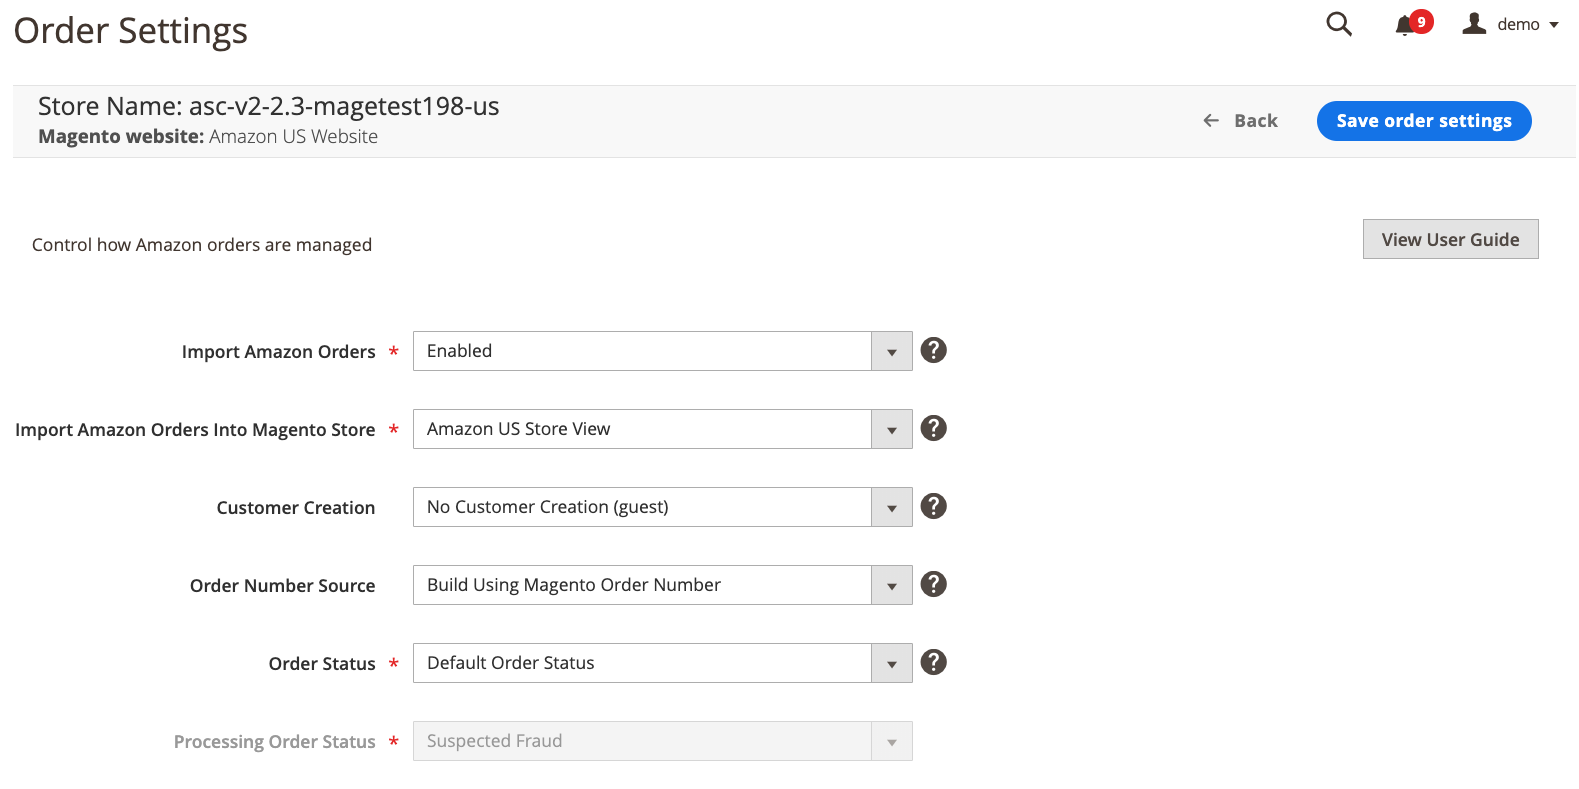 Order Settings
9
demo
Store Name: asc-v2-2.3-magetest198-us
Magento website: Amazon US Website
Back
Save order settings
Control how Amazon orders are managed
View User Guide
Import Amazon Orders * Enabled ?
Import Amazon Orders Into Magento Store * Amazon US Store View ?
Customer Creation No Customer Creation (guest) ?
Order Number Source Build Using Magento Order Number ?
Order Status * Default Order Status ?
Processing Order Status * Suspected Fraud